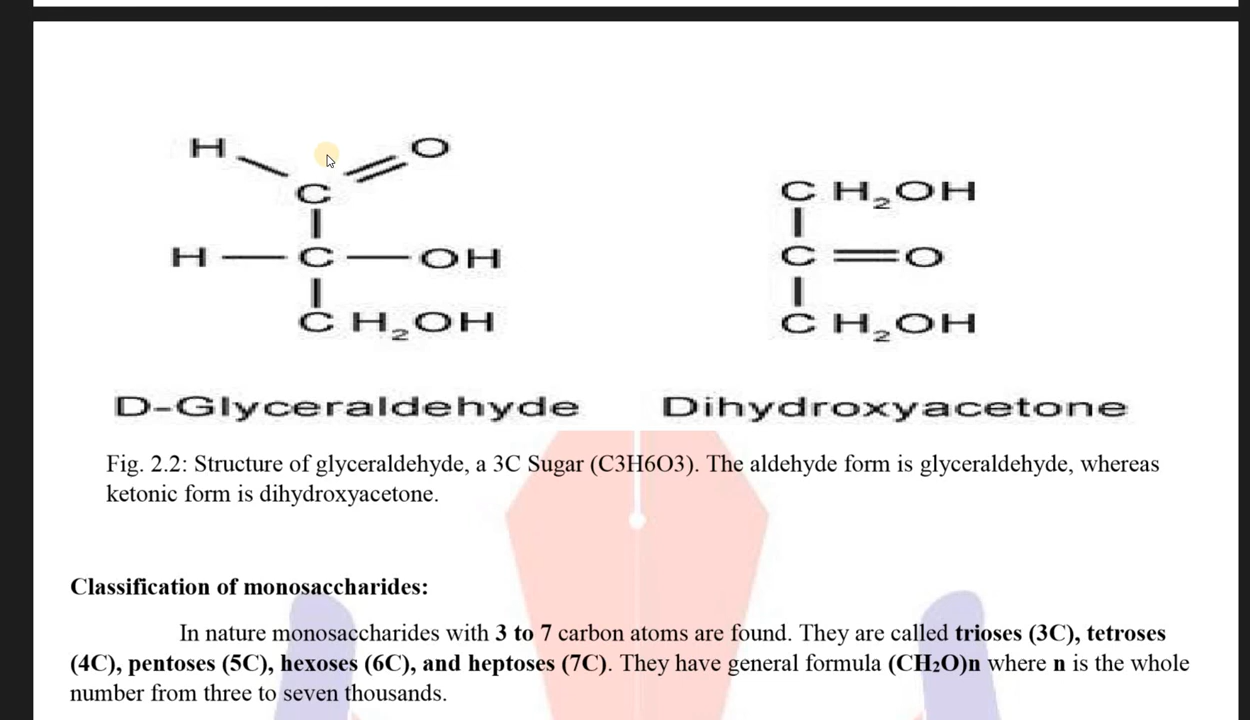 H O
C
H — C — OH
CH₂OH
CH₂OH
C = O
CH₂OH
D-Glyceraldehyde Dihydroxyacetone
Fig. 2.2: Structure of glyceraldehyde, a 3C Sugar (C3H6O3). The aldehyde form is glyceraldehyde, whereas
ketonic form is dihydroxyacetone.
Classification of monosaccharides:
In nature monosaccharides with 3 to 7 carbon atoms are found. They are called trioses (3C), tetroses
(4C), pentoses (5C), hexoses (6C), and heptoses (7C). They have general formula (CH₂O)n where n is the whole
number from three to seven thousands.